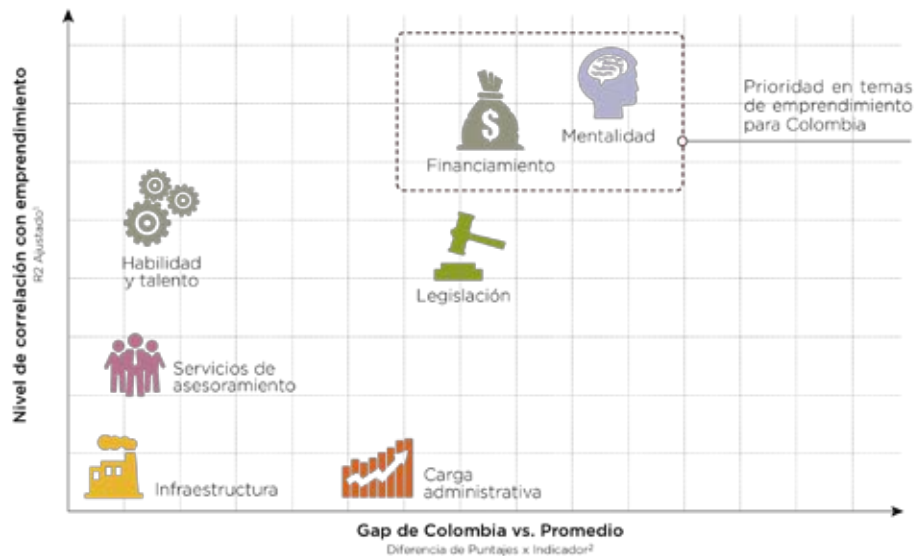 Nivel de correlación con emprendimiento
R2 Ajustado¹
$
Financiamiento
Mentalidad
Prioridad en temas
de emprendimiento
para Colombia
Habilidad
y talento
Legislación
Servicios de
asesoramiento
Infraestructura
Carga
administrativa
Gap de Colombia vs. Promedio
Diferencia de Puntajes x Indicador²